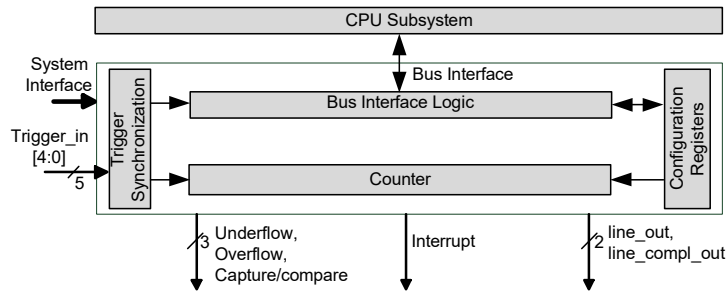 CPU Subsystem
System
Interface
Bus Interface
Trigger
Synchronization
Bus Interface Logic
Configuration
Registers
Trigger_in
[4:0]
5
Counter
3
Underflow,
Overflow,
Capture/compare
Interrupt
2
line_out,
line_compl_out